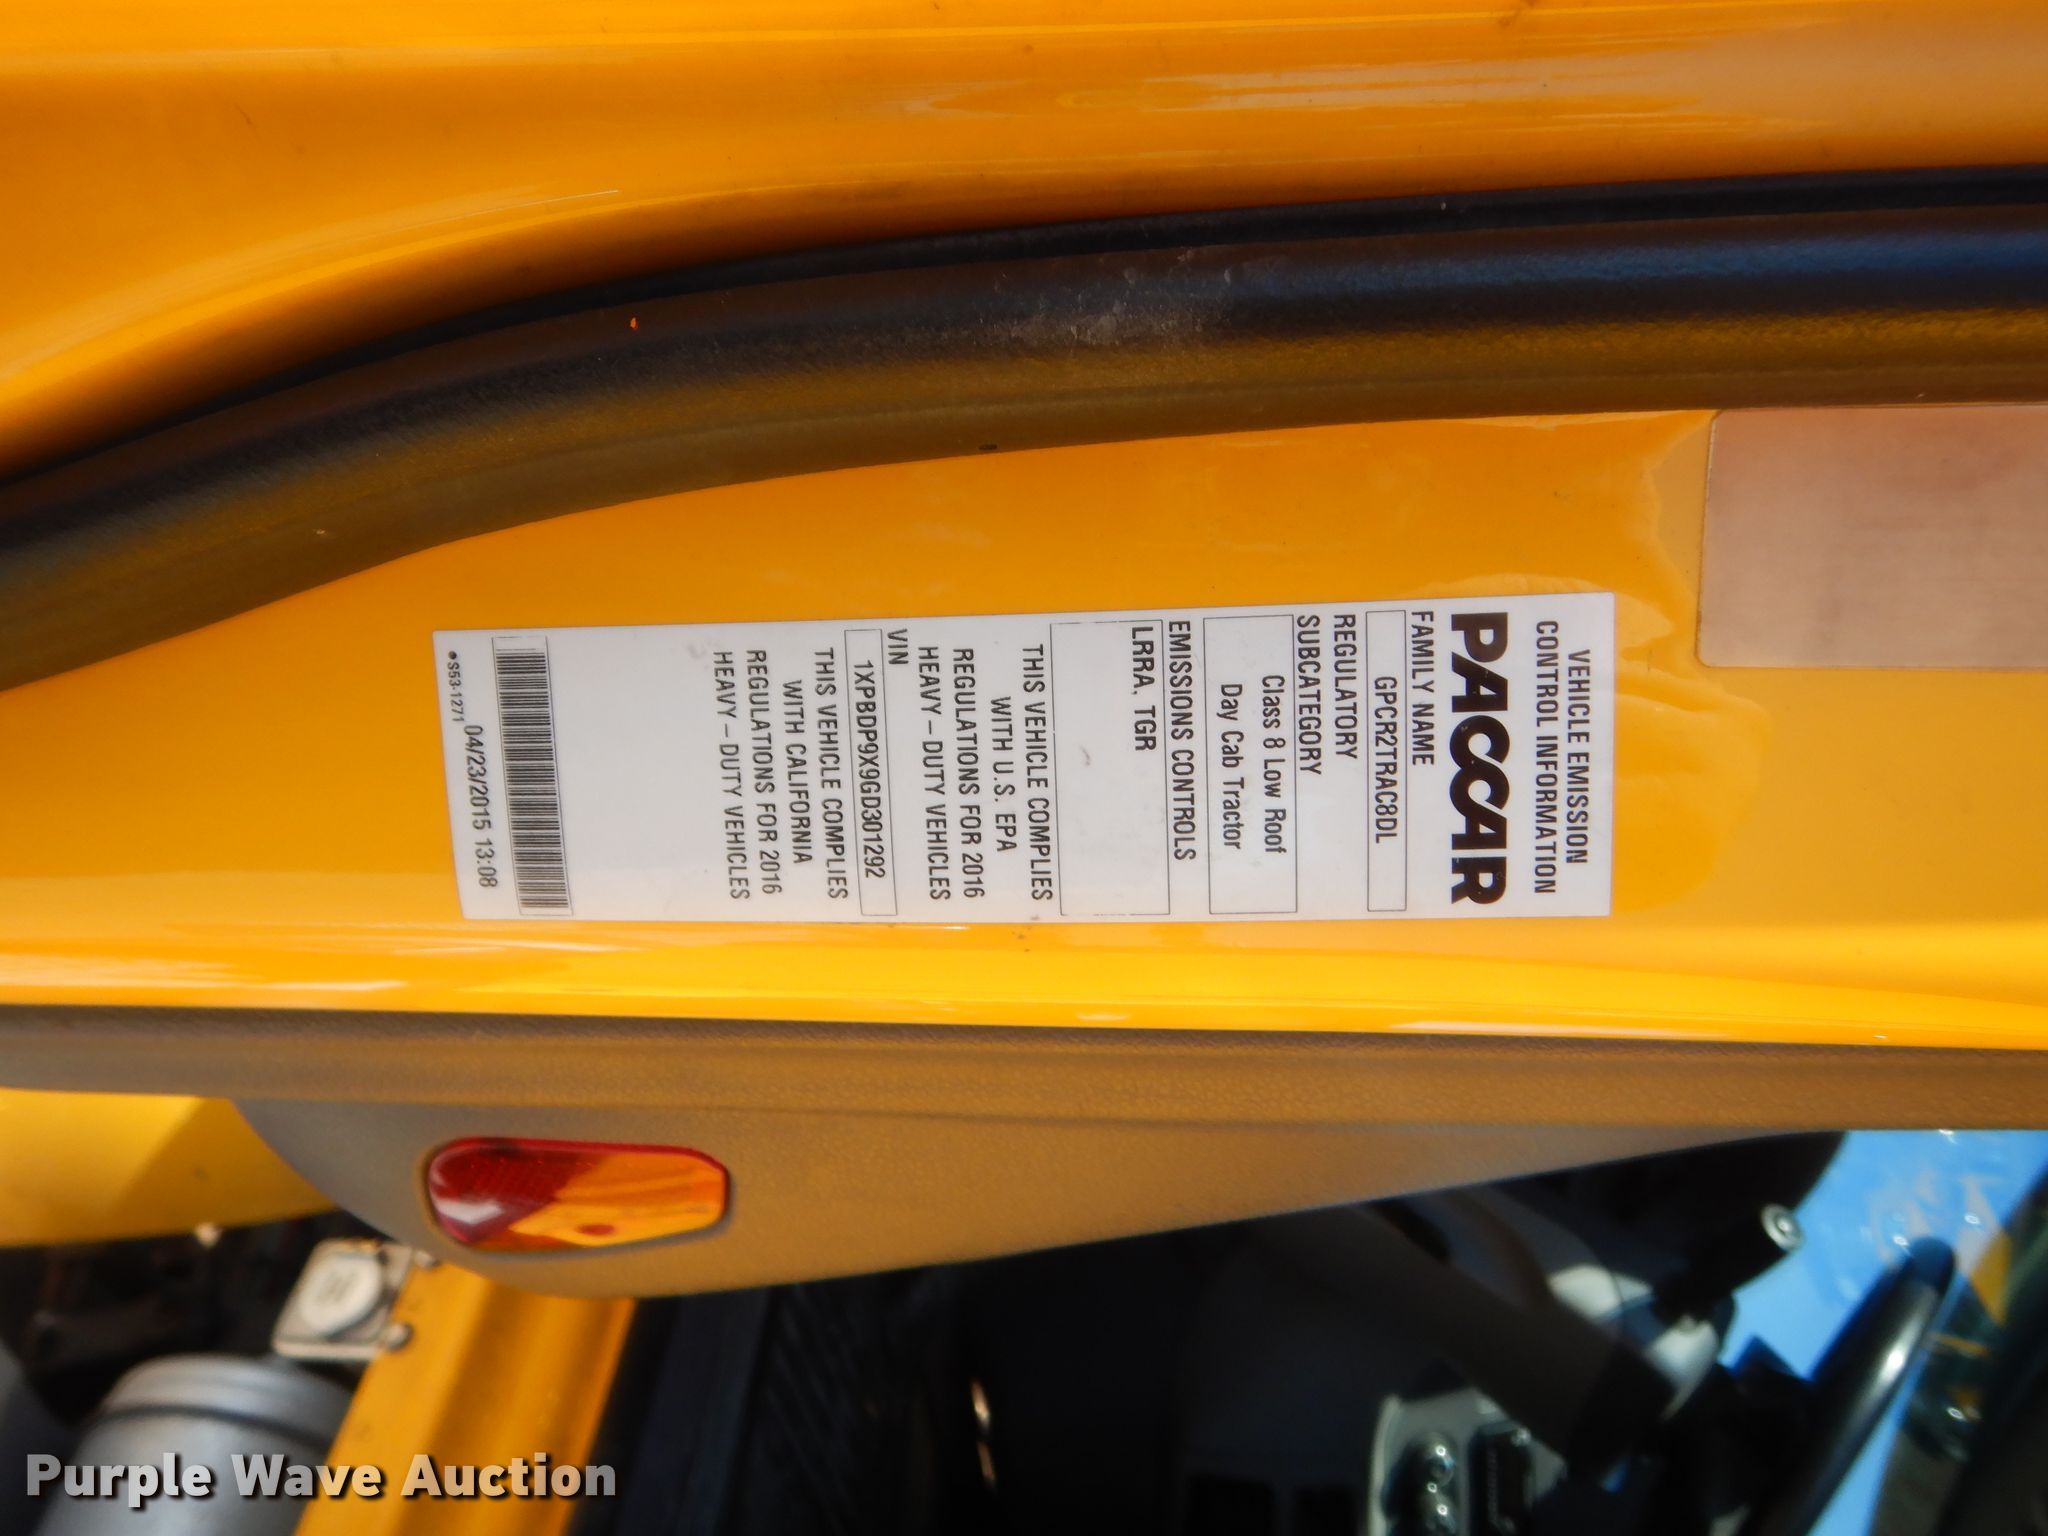 VEHICLE EMISSION
CONTROL INFORMATION
PACCAR
FAMILY NAME
GPCR2TRAC8DL
REGULATORY
SUBCATEGORY
Class 8 Low Roof
Day Cab Tractor
EMISSIONS CONTROLS
LRRA, TGR
THIS VEHICLE COMPLIES
WITH U.S. EPA
REGULATIONS FOR 2016
HEAVY – DUTY VEHICLES
VIN
1XPBDP9X9GD301292
THIS VEHICLE COMPLIES
WITH CALIFORNIA
REGULATIONS FOR 2016
HEAVY – DUTY VEHICLES
04/23/2015 13:08
•S53-1271
Purple Wave Auction